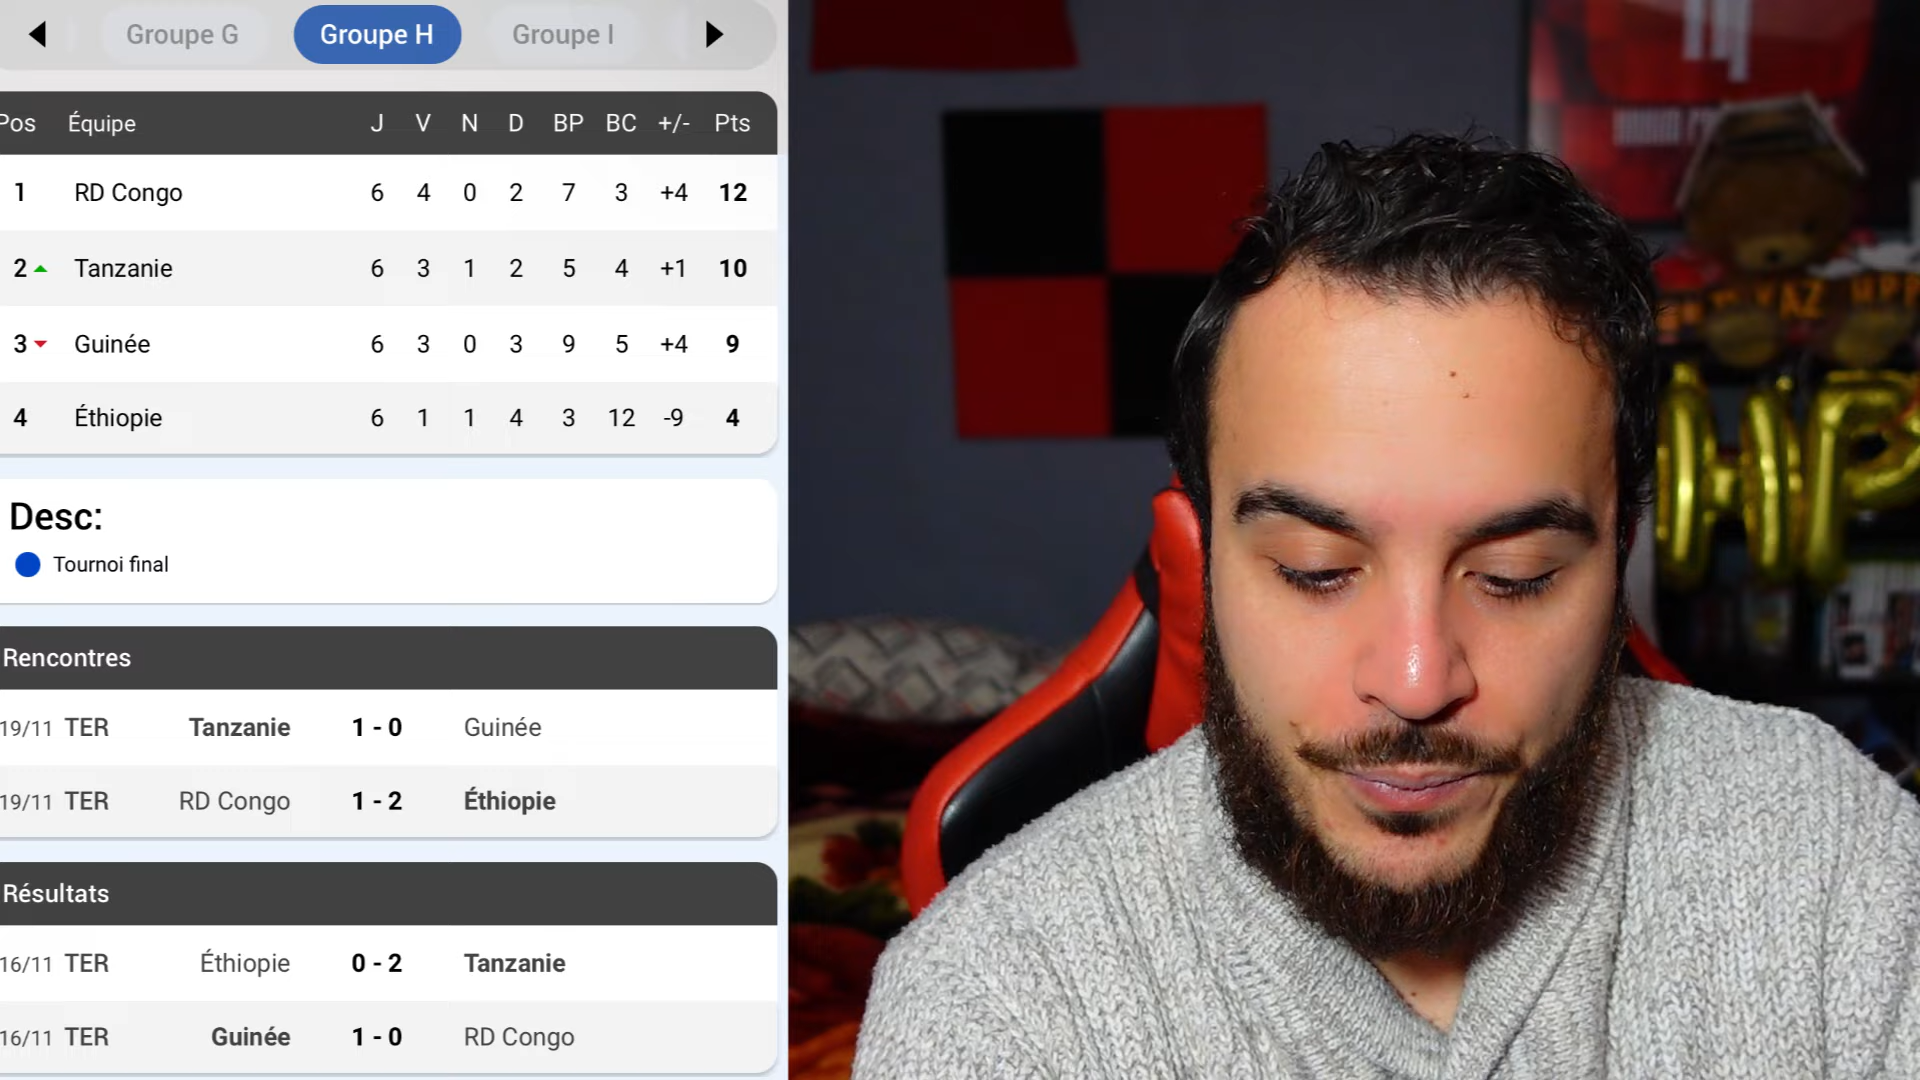 Groupe G Groupe H Groupe I
Pos Équipe J V N D BP BC +/- Pts
1 RD Congo 6 4 0 2 7 3 +4 12
2 Tanzanie 6 3 1 2 5 4 +1 10
3 Guinée 6 3 0 3 9 5 +4 9
4 Éthiopie 6 1 1 4 3 12 -9 4
Desc:
Tournoi final
Rencontres
19/11 TER Tanzanie 1 - 0 Guinée
19/11 TER RD Congo 1 - 2 Éthiopie
Résultats
16/11 TER Éthiopie 0 - 2 Tanzanie
16/11 TER Guinée 1 - 0 RD Congo